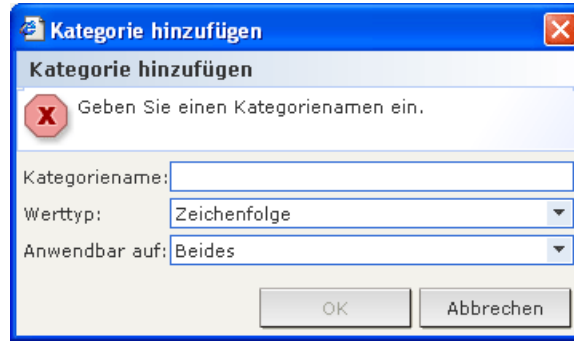 Kategorie hinzufügen
Kategorie hinzufügen
Geben Sie einen Kategorienamen ein.
Kategoriename:
Werttyp: Zeichenfolge
Anwendbar auf: Beides
OK Abbrechen